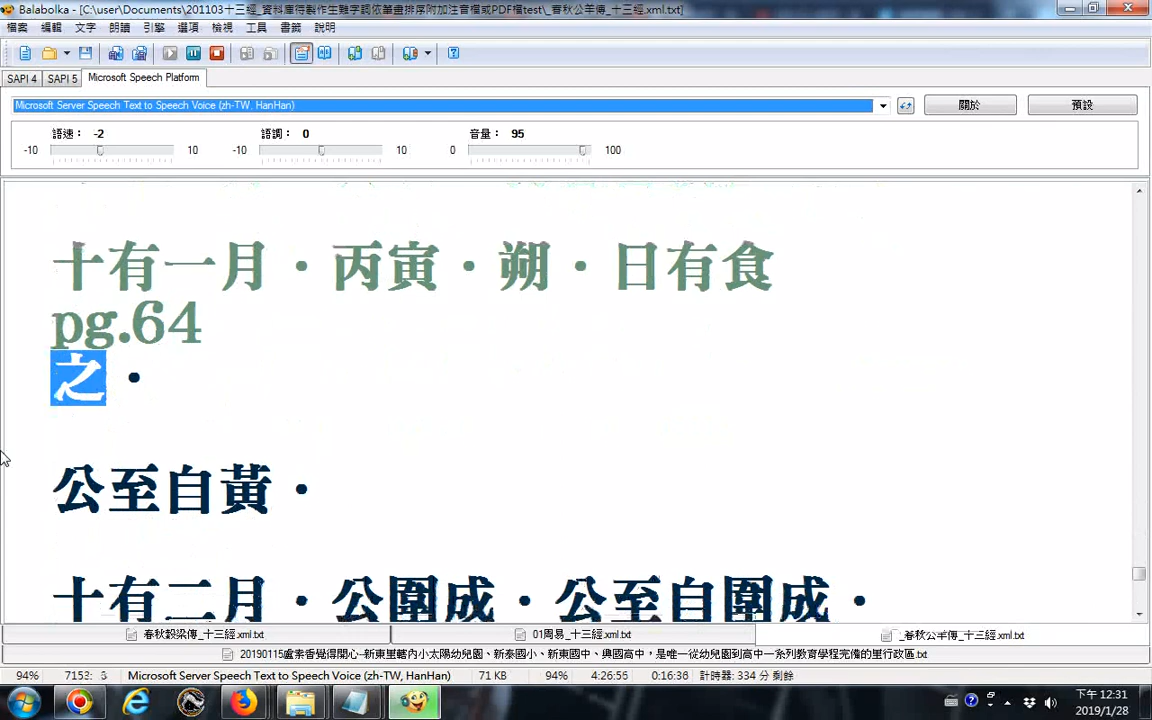 Balabolka - [C:\user\Documents\201103十三經_資料庫待製作生難字詞依筆畫排序附加注音檔或PDF檔test\_春秋公羊傳_十三經.xml.txt]
檔案 編輯 文字 朗讀 引擎 選項 檢視 工具 書籤 說明
SAPI 4 SAPI 5 Microsoft Speech Platform
Microsoft Server Speech Text to Speech Voice (zh-TW, HanHan) 關於 預設
語速： -2 語調： 0 音量： 95
-10 10 -10 10 0 100
十有一月．丙寅．朔．日有食
pg.64
之．
公至自黃．
十有二月．公圍成．公至自圍成．
春秋穀梁傳_十三經.xml.txt 01周易_十三經.xml.txt _春秋公羊傳_十三經.xml.txt
20190115盧素香覺得開心~新東里轄內小太陽幼兒園、新泰國小、新東國中、興國高中，是唯一從幼兒園到高中一系列教育學程完備的里行政區.txt
94% 7152: 3 Microsoft Server Speech Text to Speech Voice (zh-TW, HanHan) 71 KB 94% 4:26:55 0:16:38 計時器：334 分 剩餘
下午 12:31
2019/1/28